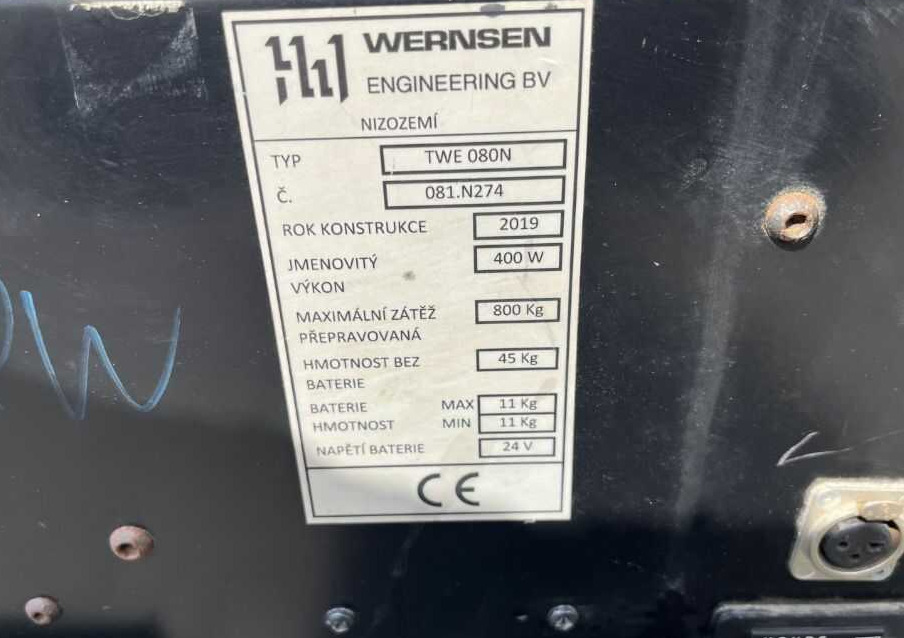 WERNSEN
ENGINEERING BV
NIZOZEMÍ
TYP TWE 080N
Č. 081.N274
ROK KONSTRUKCE 2019
JMENOVITÝ 400 W
VÝKON
MAXIMÁLNÍ ZÁTĚŽ 800 Kg
PŘEPRAVOVANÁ
HMOTNOST BEZ 45 Kg
BATERIE
BATERIE MAX 11 Kg
HMOTNOST MIN 11 Kg
NAPĚTÍ BATERIE 24 V
CE
W